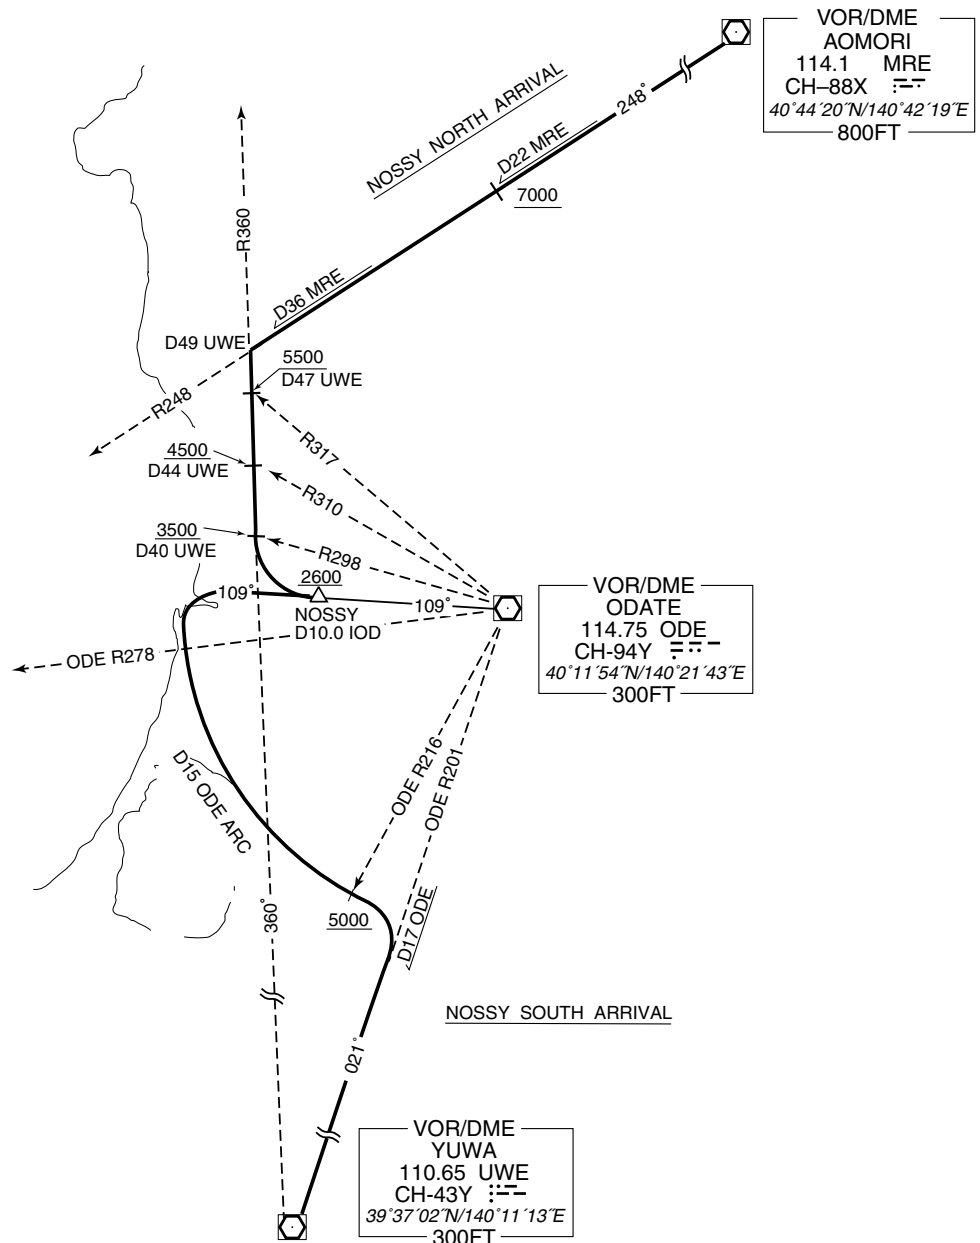 VOR/DME
AOMORI
114.1 MRE
CH–88X
40°44´20˝N/140°42´19˝E
800FT
NOSSY NORTH ARRIVAL
248°
D22 MRE
7000
R360
D36 MRE
D49 UWE
5500
D47 UWE
R248
R317
4500
D44 UWE
R310
3500
D40 UWE
R298
2600
109°
109°
NOSSY
D10.0 IOD
VOR/DME
ODATE
114.75 ODE
CH-94Y
40°11´54˝N/140°21´43˝E
300FT
ODE R278
D15 ODE ARC
ODE R216
ODE R201
5000
D17 ODE
360°
NOSSY SOUTH ARRIVAL
021°
VOR/DME
YUWA
110.65 UWE
CH-43Y
39°37´02˝N/140°11´13˝E
300FT